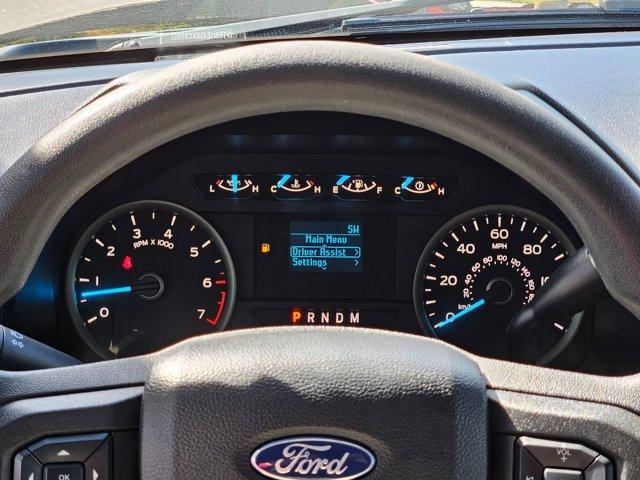 L H C H E F C H
SW
Main Menu
Driver Assist >
Settings
0 1 2 3 4 5 6 7
RPM X 1000
0 20 40 60 80
MPH
km/h
P R N D M
Ford
OK
VOL
+